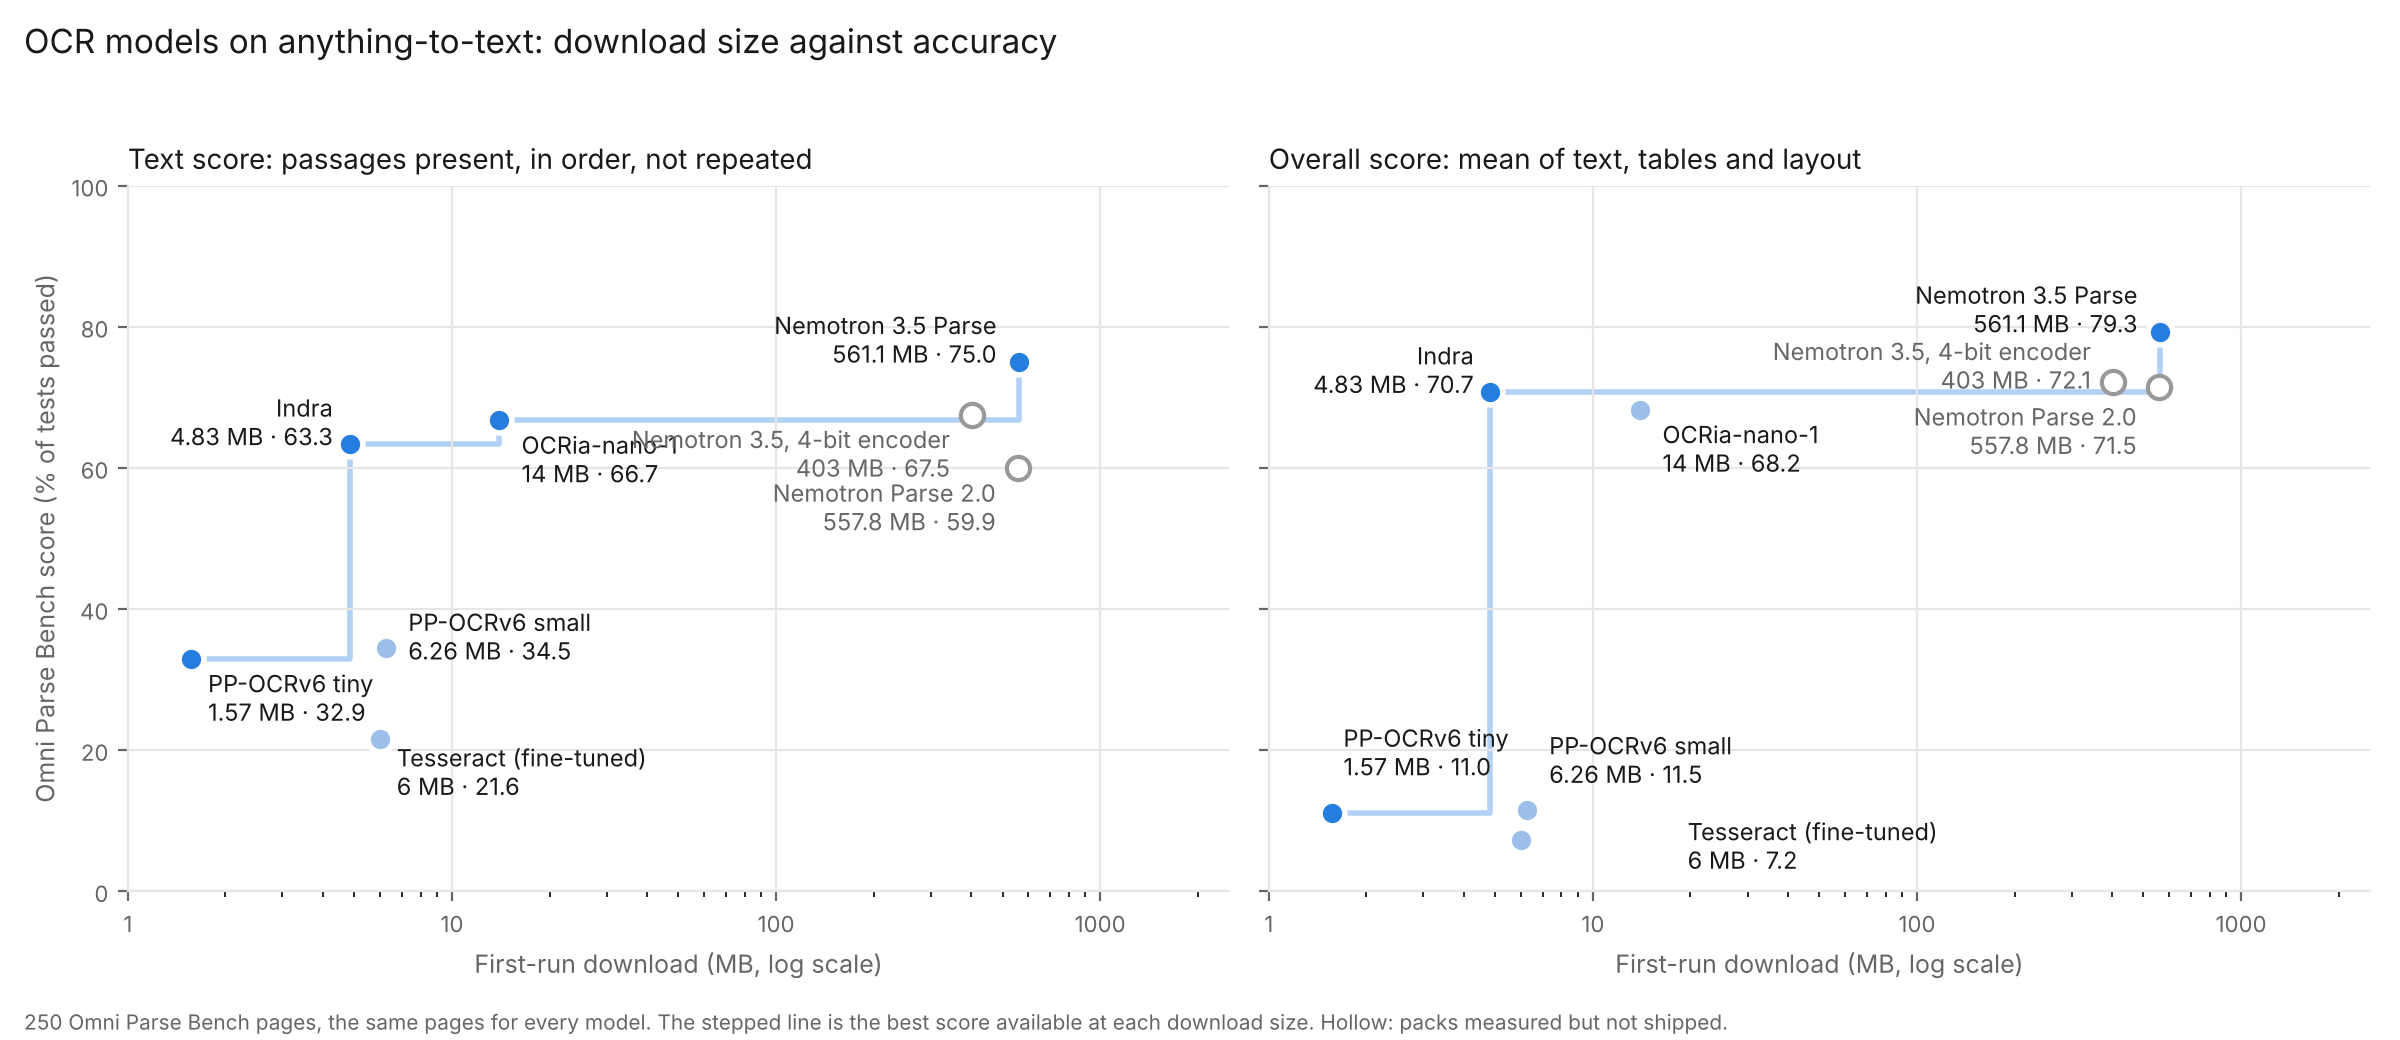 OCR models on anything-to-text: download size against accuracy
Text score: passages present, in order, not repeated
Omni Parse Bench score (% of tests passed)
100
80
60
40
20
0
Nemotron 3.5 Parse
561.1 MB · 75.0
Indra
4.83 MB · 63.3
OCRia-nano-1
14 MB · 66.7
Nemotron 3.5, 4-bit encoder
403 MB · 67.5
Nemotron Parse 2.0
557.8 MB · 59.9
PP-OCRv6 small
6.26 MB · 34.5
PP-OCRv6 tiny
1.57 MB · 32.9
Tesseract (fine-tuned)
6 MB · 21.6
1
10
100
1000
First-run download (MB, log scale)
Overall score: mean of text, tables and layout
Nemotron 3.5 Parse
561.1 MB · 79.3
Nemotron 3.5, 4-bit encoder
403 MB · 72.1
Indra
4.83 MB · 70.7
Nemotron Parse 2.0
557.8 MB · 71.5
OCRia-nano-1
14 MB · 68.2
PP-OCRv6 tiny
1.57 MB · 11.0
PP-OCRv6 small
6.26 MB · 11.5
Tesseract (fine-tuned)
6 MB · 7.2
1
10
100
1000
First-run download (MB, log scale)
250 Omni Parse Bench pages, the same pages for every model. The stepped line is the best score available at each download size. Hollow: packs measured but not shipped.